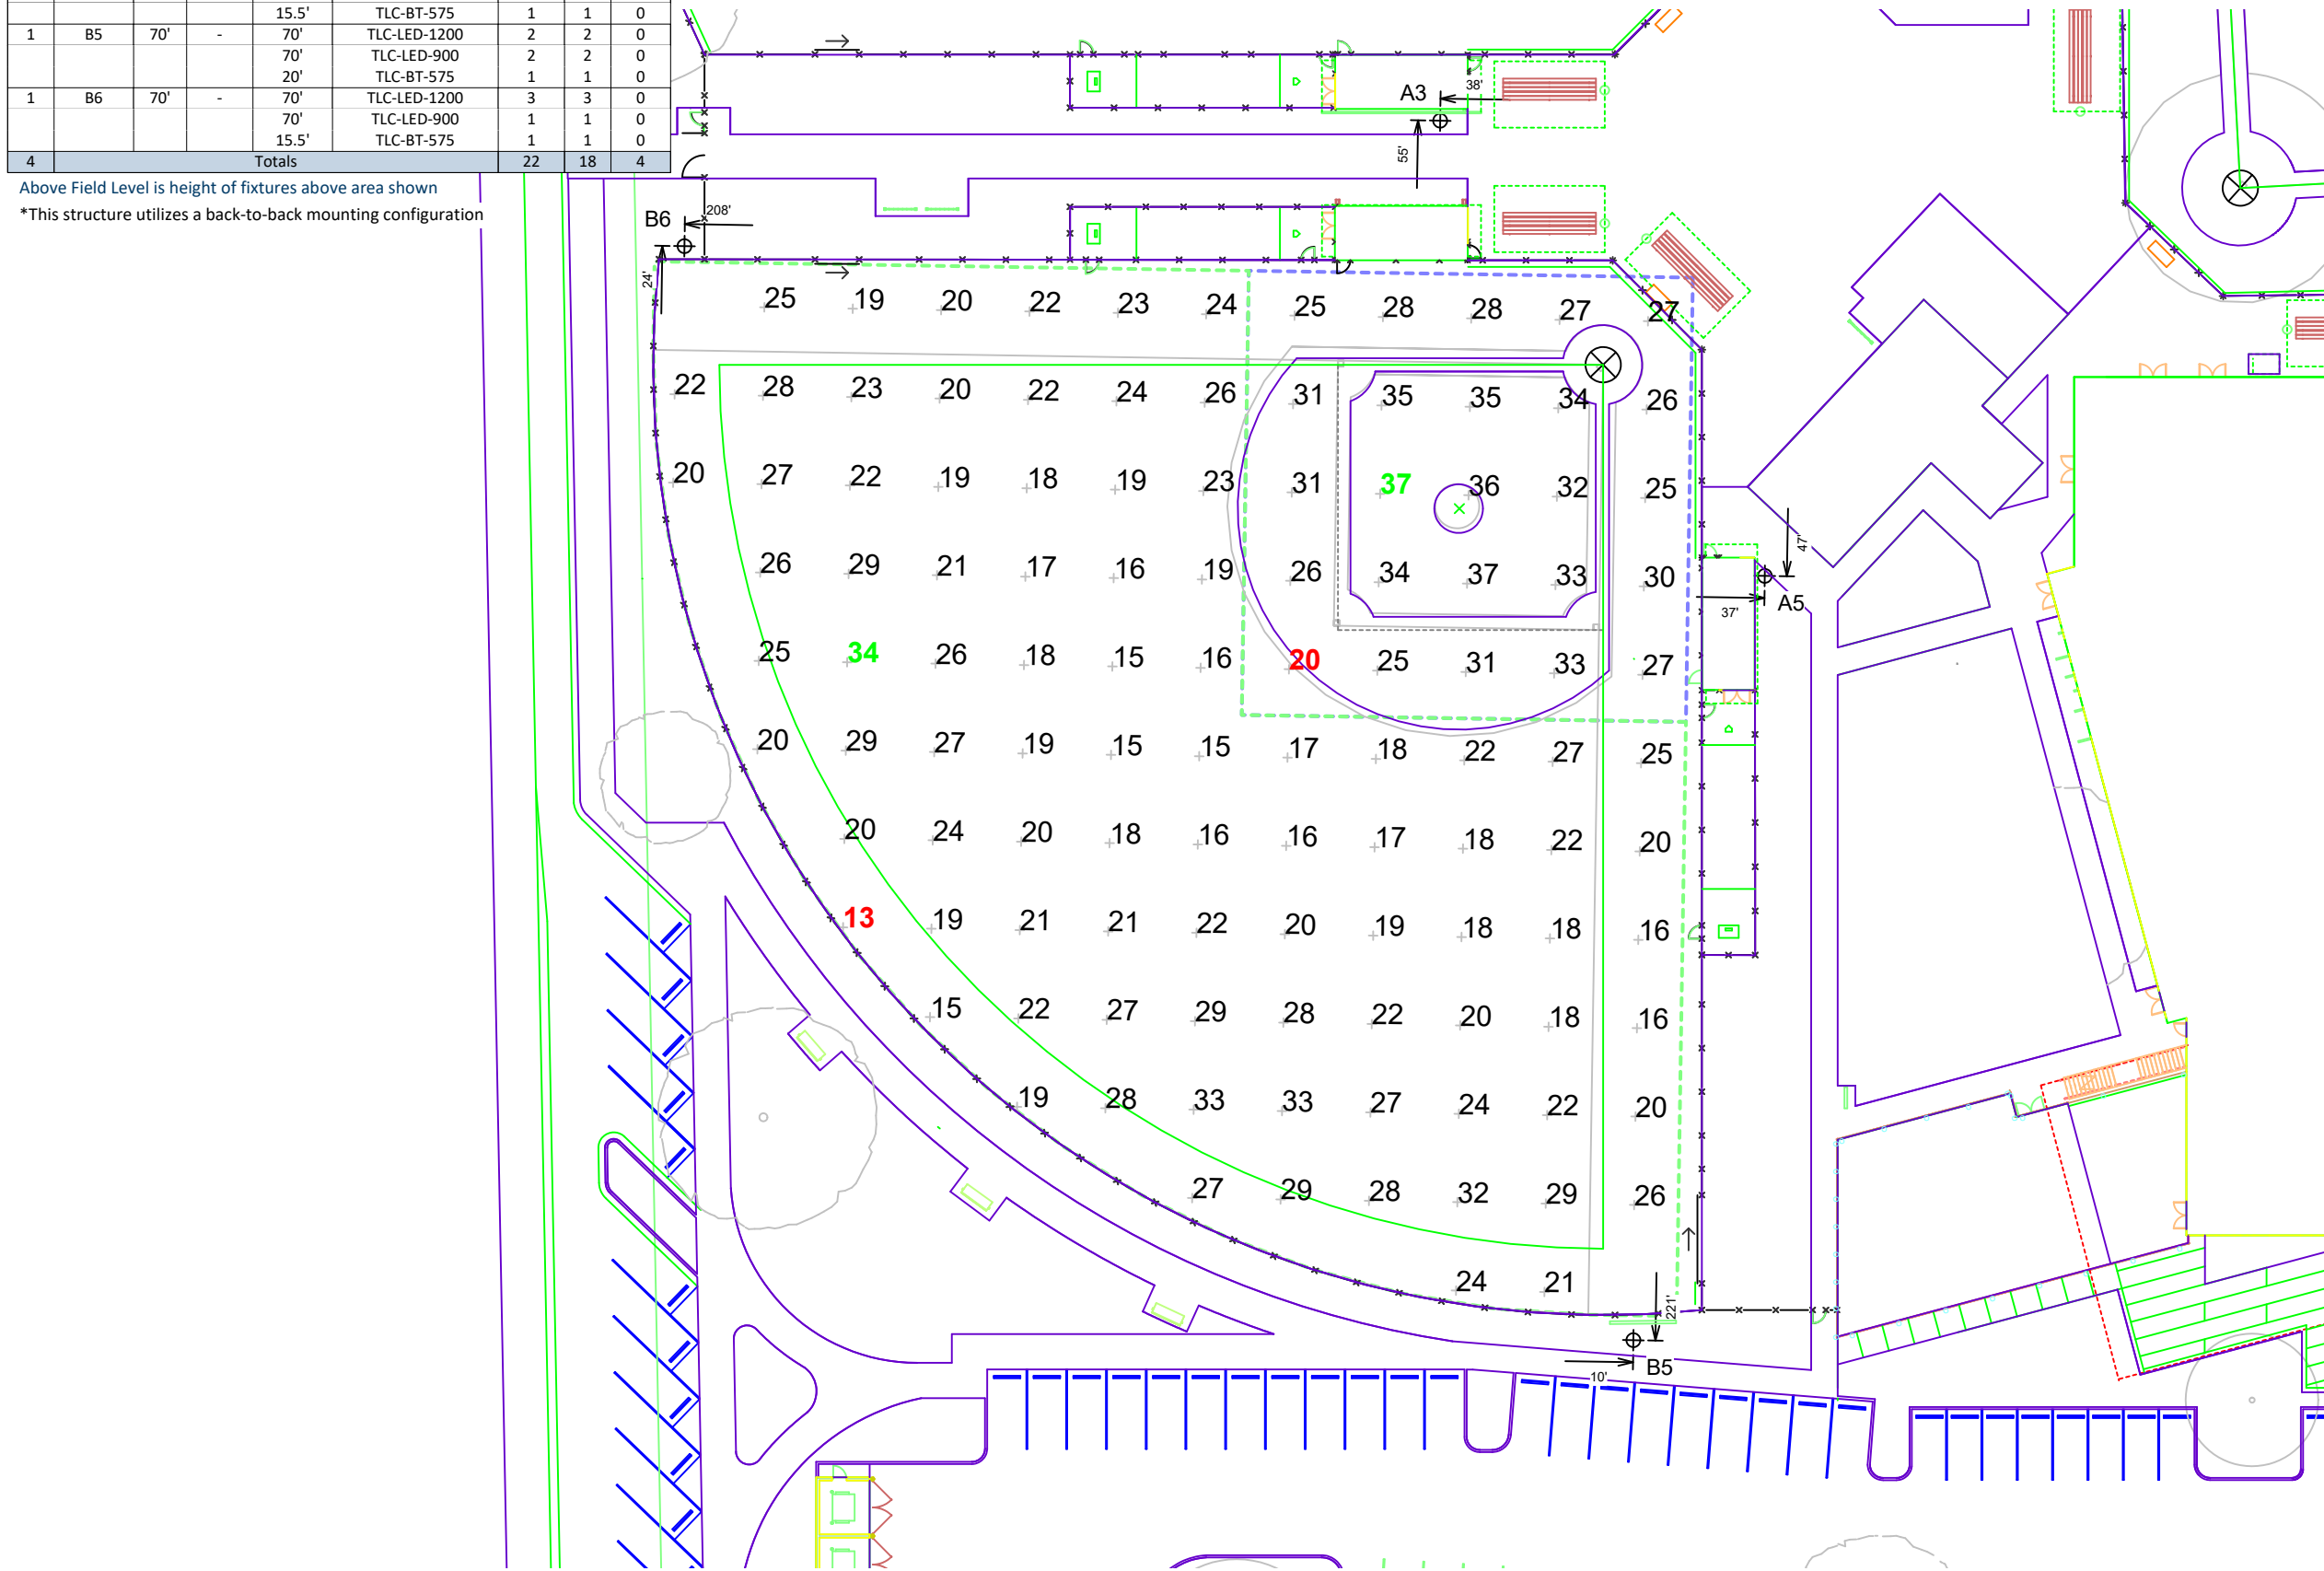 15.5' TLC-BT-575 1 1 0
1 B5 70' - 70' TLC-LED-1200 2 2 0
70' TLC-LED-900 2 2 0
20' TLC-BT-575 1 1 0
1 B6 70' - 70' TLC-LED-1200 3 3 0
70' TLC-LED-900 1 1 0
15.5' TLC-BT-575 1 1 0
4 Totals 22 18 4
Above Field Level is height of fixtures above area shown
*This structure utilizes a back-to-back mounting configuration
A3 38'
55'
B6 208'
24'
25 19 20 22 23 24 25 28 28 27 27
22 28 23 20 22 24 26 31 35 35 34 26
20 27 22 19 18 19 23 31 37 36 32 25
47'
26 29 21 17 16 19 26 34 37 33 30
A5
37'
25 34 26 18 15 16 20 25 31 33 27
20 29 27 19 15 15 17 18 22 27 25
20 24 20 18 16 16 17 18 22 20
13 19 21 21 22 20 19 18 18 16
15 22 27 29 28 22 20 18 16
19 28 33 33 27 24 22 20
27 29 28 32 29 26
24 21
221'
B5
10'